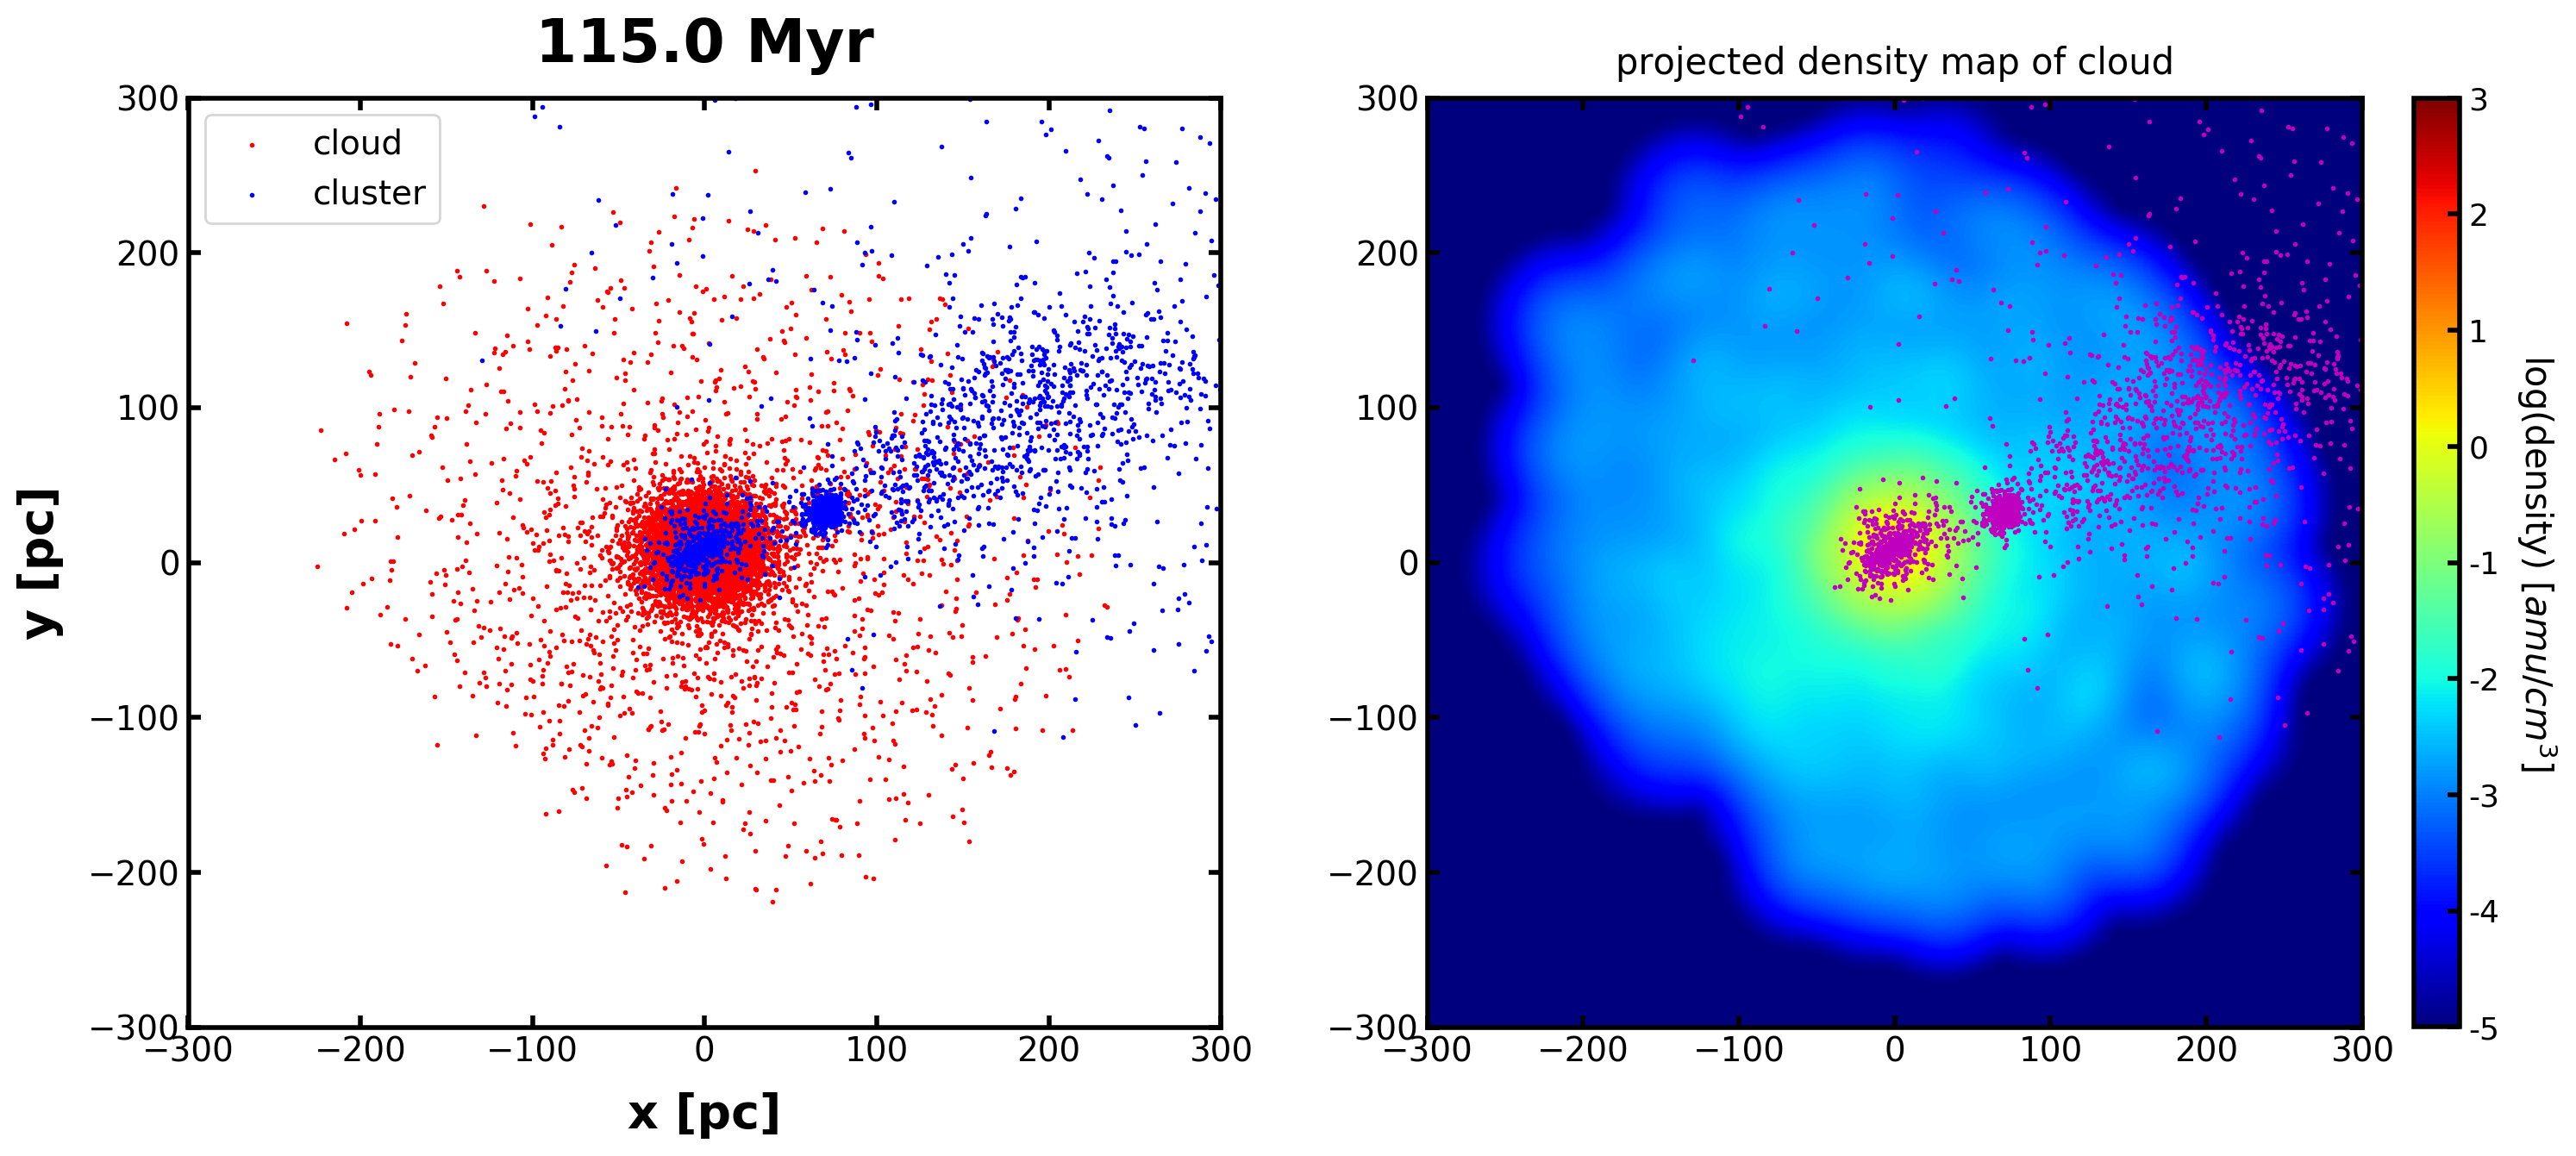 115.0 Myr
cloud
cluster
300
200
100
0
−100
−200
−300
y [pc]
−300 −200 −100 0 100 200 300
x [pc]
projected density map of cloud
300
200
100
0
−100
−200
−300
−300 −200 −100 0 100 200 300
3
2
1
0
-1
-2
-3
-4
-5
log(density) [amu/cm³]